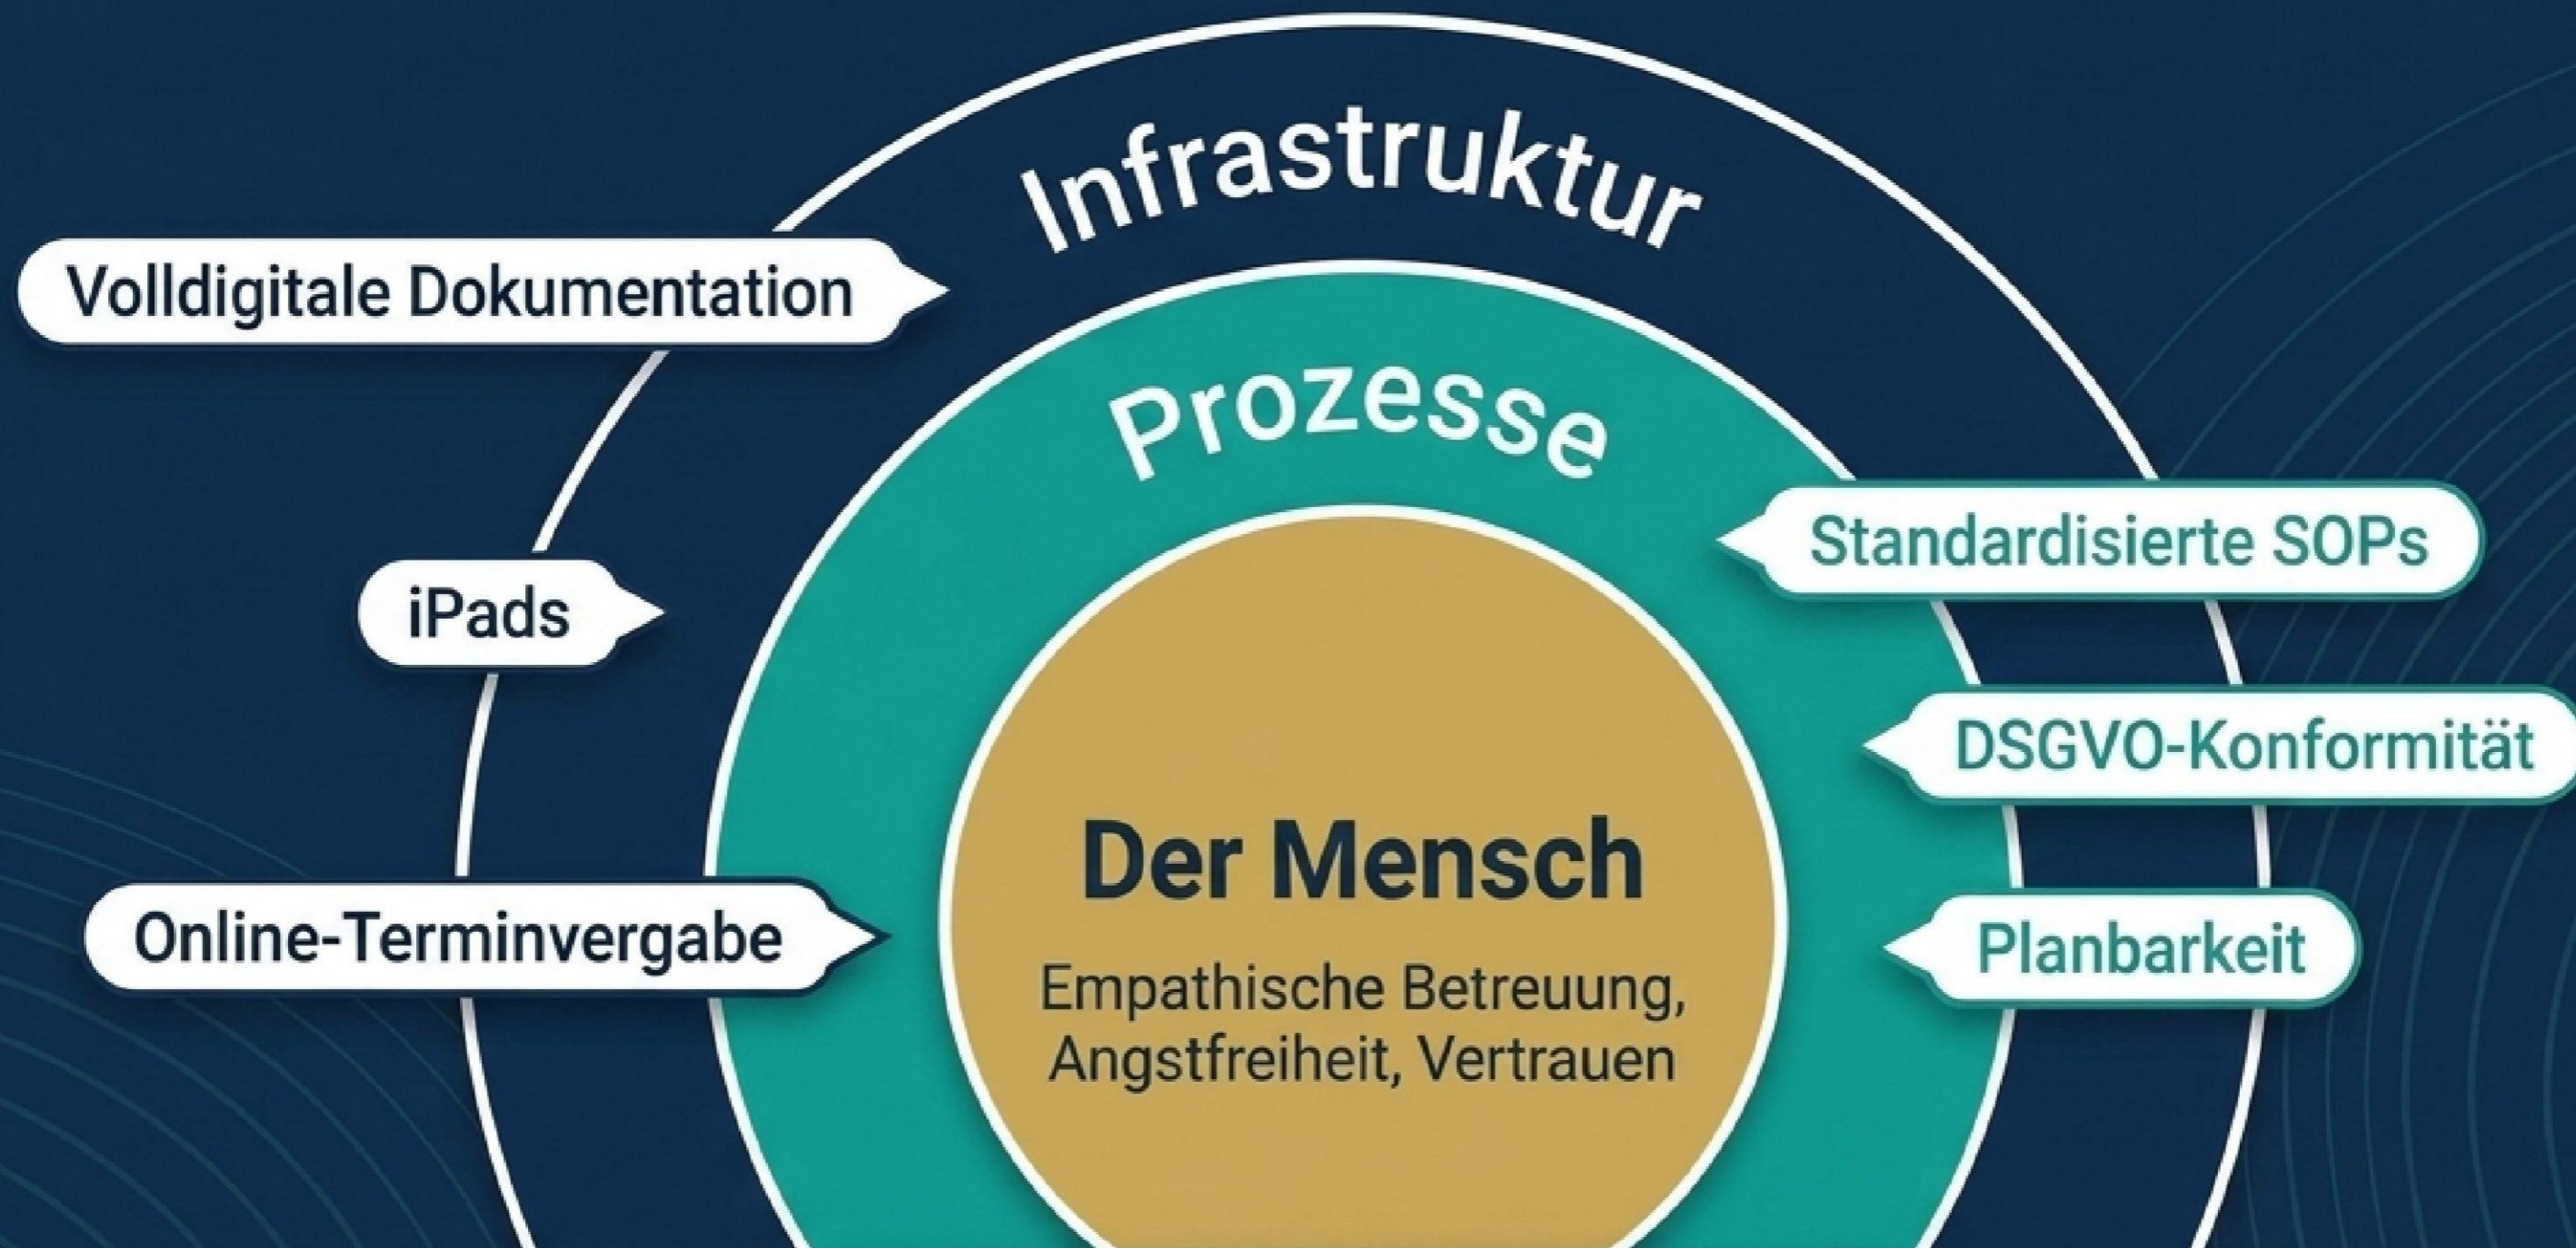 Infrastruktur
Volldigitale Dokumentation
Prozesse
Standardisierte SOPs
iPads
DSGVO-Konformität
Der Mensch
Online-Terminvergabe
Planbarkeit
Empathische Betreuung,
Angstfreiheit, Vertrauen